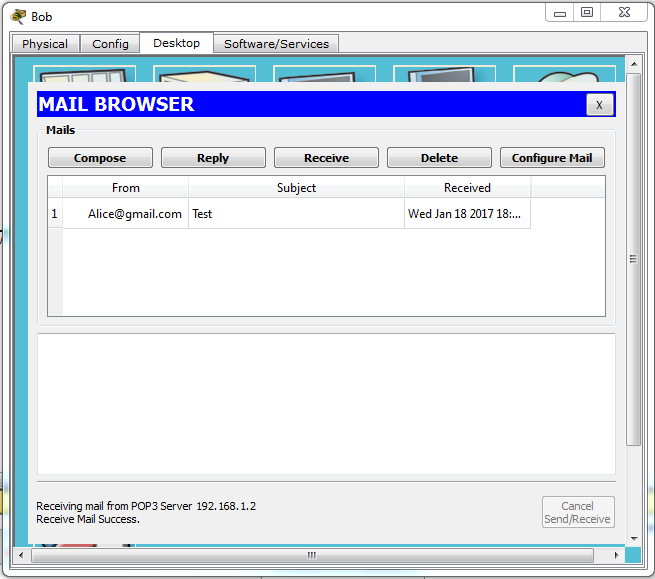 Bob
Physical Config Desktop Software/Services
MAIL BROWSER X
Mails
Compose Reply Receive Delete Configure Mail
From Subject Received
1 Alice@gmail.com Test Wed Jan 18 2017 18:...
Receiving mail from POP3 Server 192.168.1.2
Receive Mail Success.
Cancel
Send/Receive